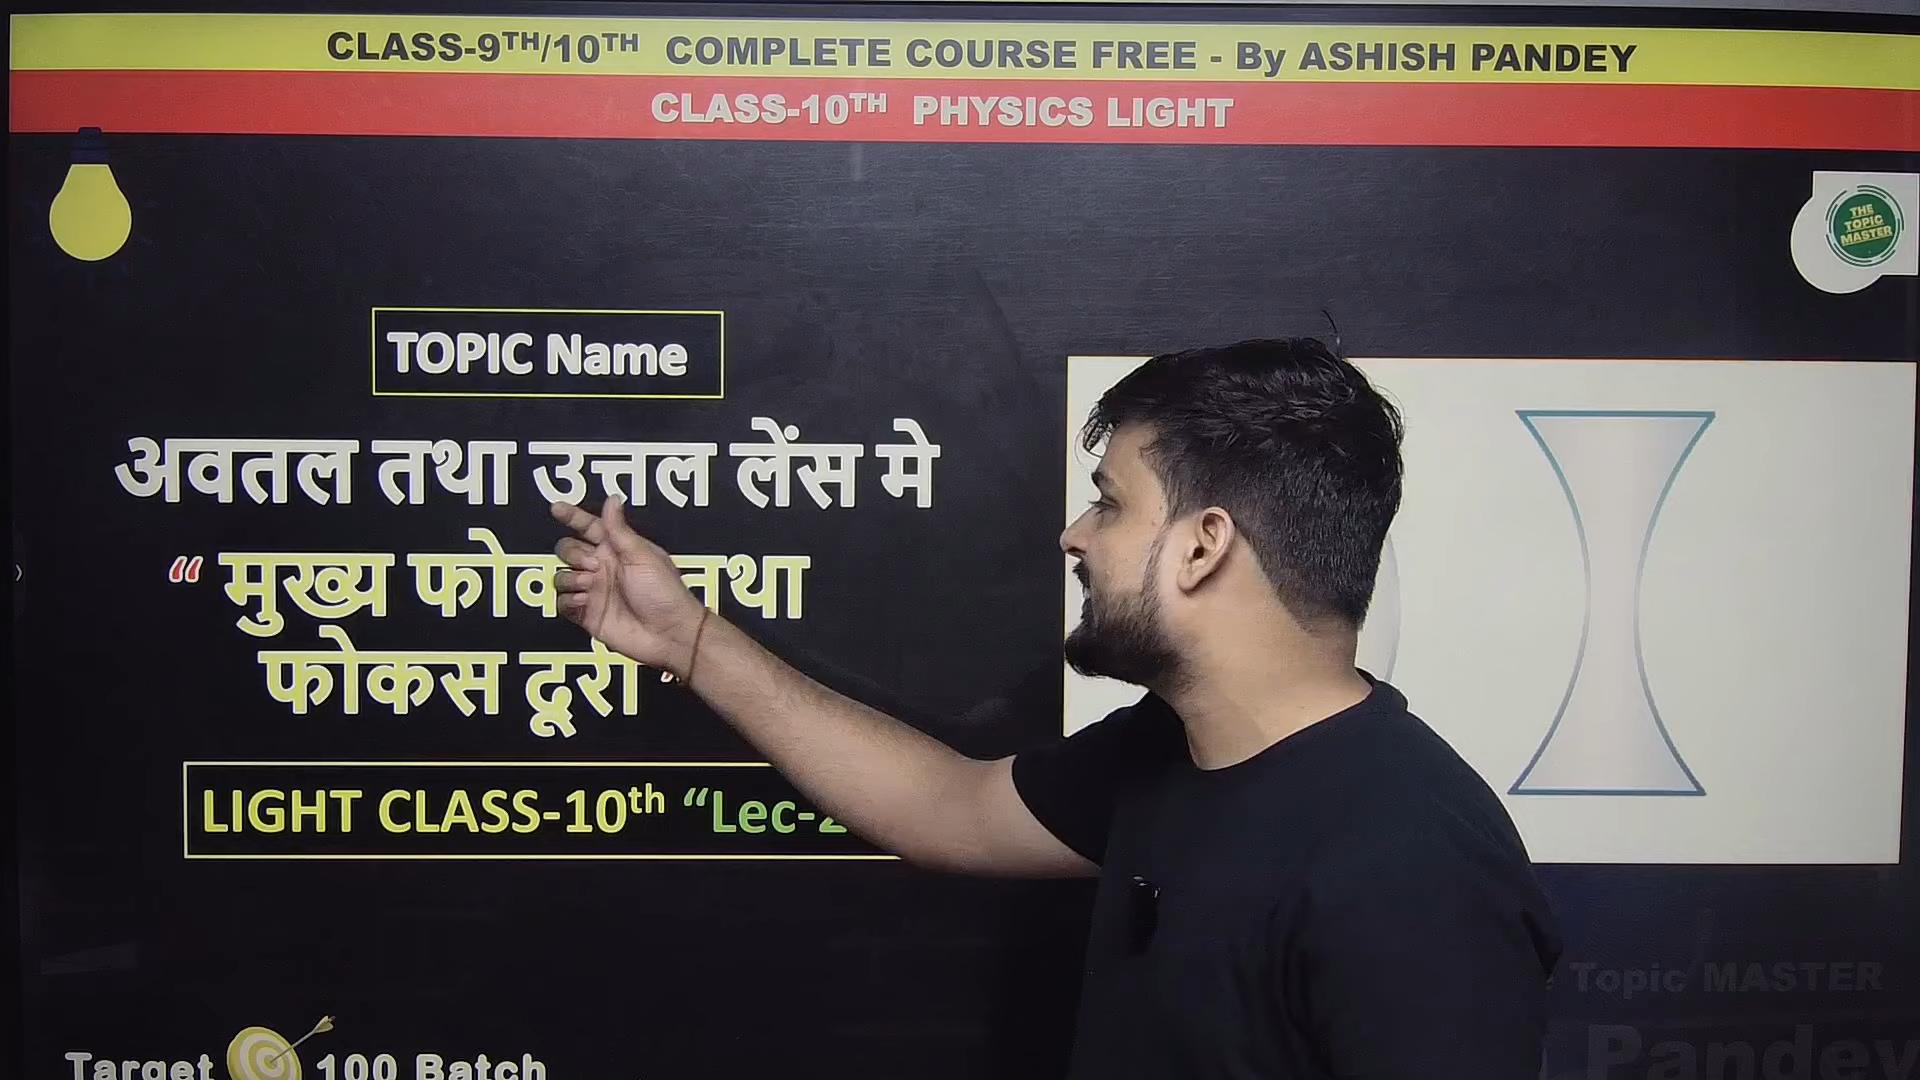 CLASS-9TH/10TH COMPLETE COURSE FREE - By ASHISH PANDEY
CLASS-10TH PHYSICS LIGHT
THE
TOPIC
MASTER
TOPIC Name
अवतल तथा उत्तल लेंस मे
“ मुख्य तथा
फोकस दूरी ”
LIGHT CLASS-10th “Lec-2
Topic MASTER
Pandey
Target 100 Batch